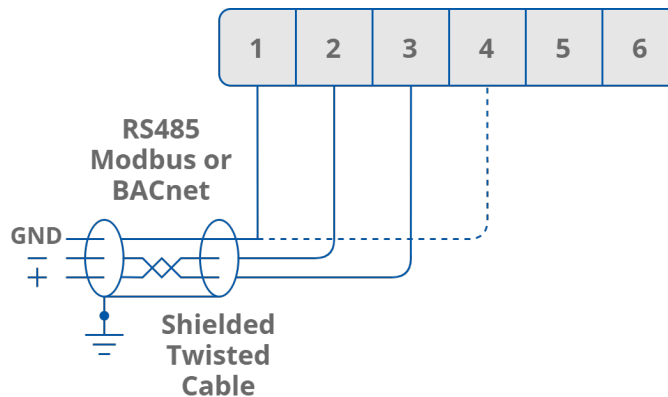 1 2 3 4 5 6
RS485
Modbus or
BACnet
GND
−
+
Shielded
Twisted
Cable